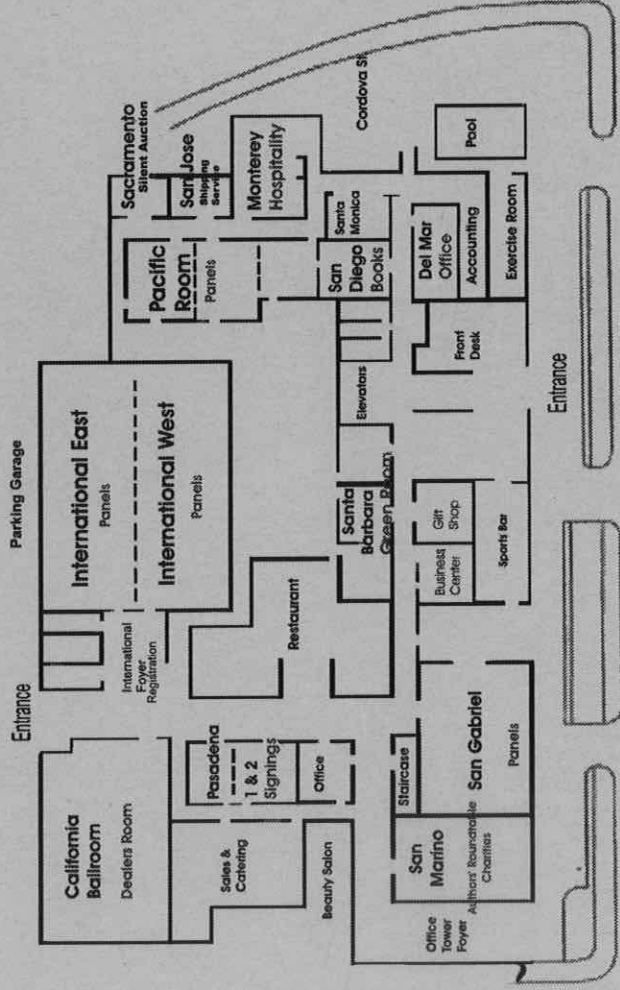 Parking Garage
Entrance
California
Ballroom
Dealers Room
International
Foyer
Registration
International East
Panels
International West
Panels
Sacramento
Silent Auction
San Jose
Shipping
Service
Monterey
Hospitality
Cordova St.
Pacific
Room
Panels
Pasadena
1 & 2
Signings
Office
Sales &
Catering
Beauty Salon
Restaurant
Santa
Barbara
Green Room
Elevators
San
Diego
Books
Santa
Monica
Del Mar
Office
Accounting
Exercise Room
Pool
Front
Desk
Entrance
Gift
Shop
Business
Center
Sports Bar
Staircase
San Gabriel
Panels
San
Marino
Authors' Roundtable
Charities
Office
Tower
Foyer